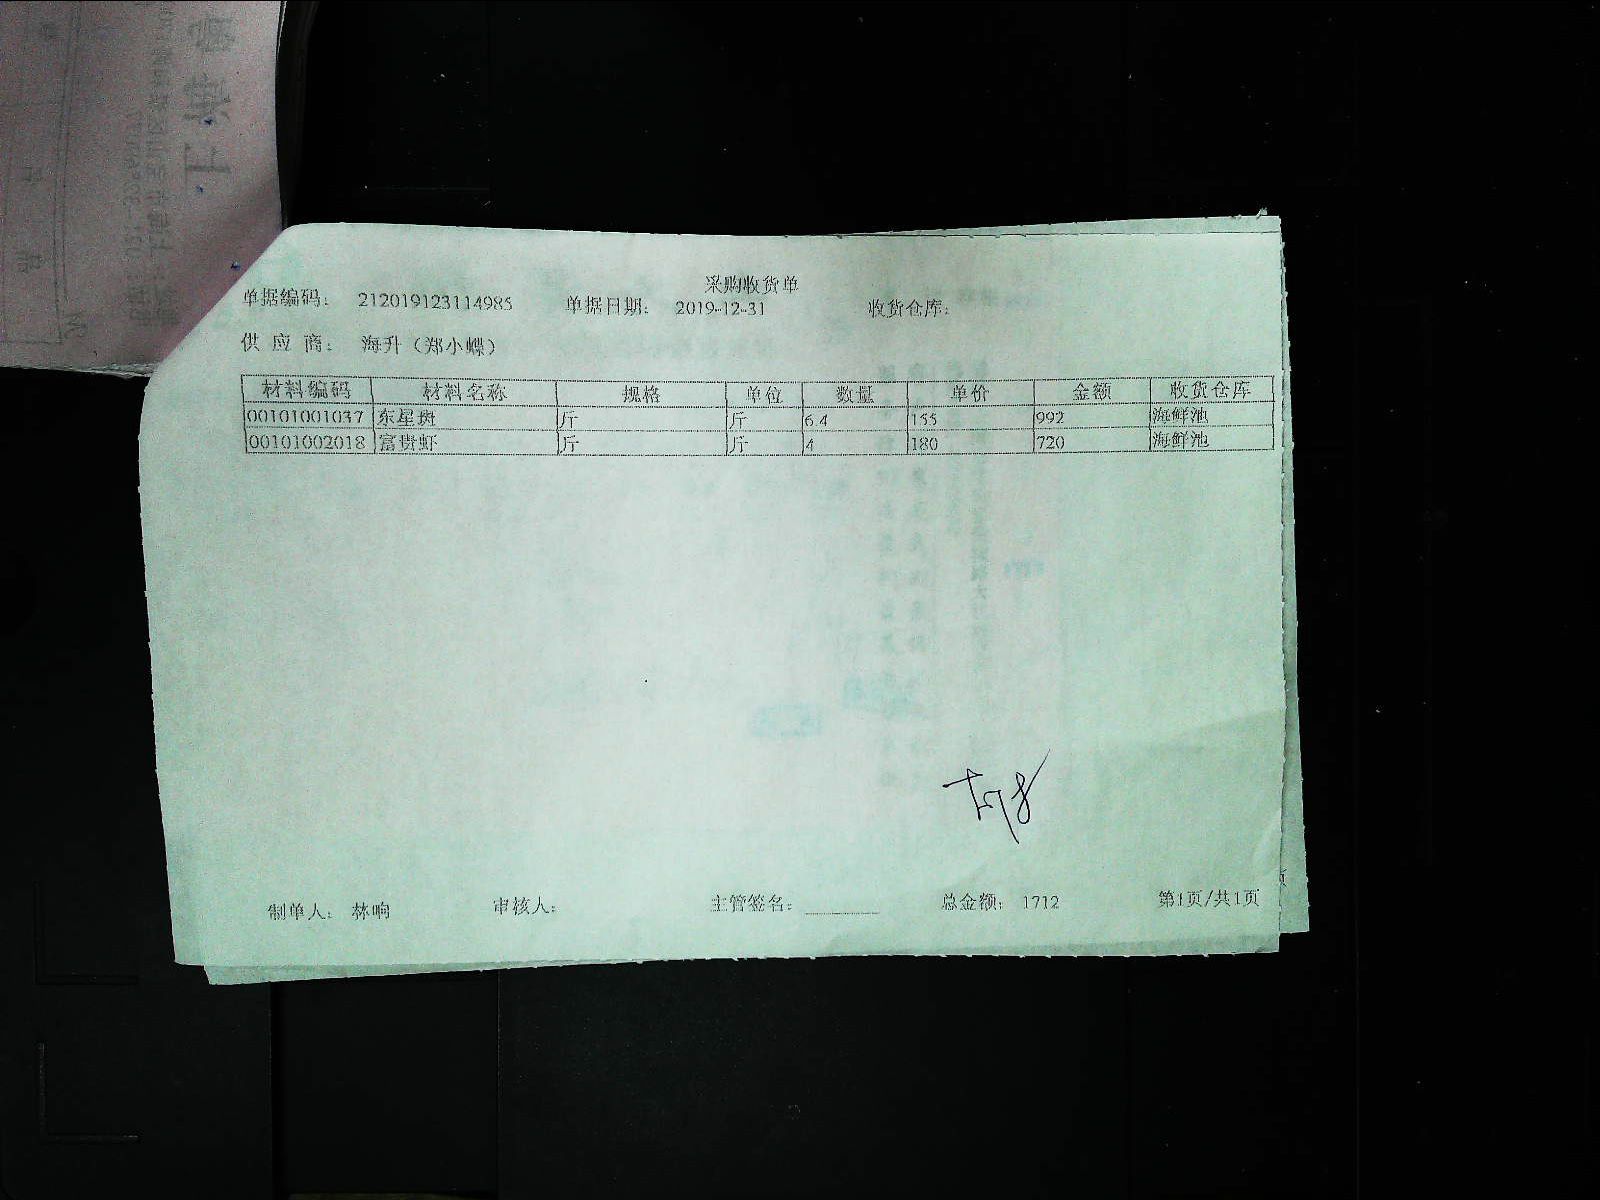 采购收货单
单据编码： 212019123114985 单据日期： 2019-12-31 收货仓库：
供 应 商： 海升（郑小蝶）
材料编码 材料名称 规格 单位 数量 单价 金额 收货仓库
00101001037 东星斑 斤 斤 6.4 155 992 海鲜池
00101002018 富贵虾 斤 斤 4 180 720 海鲜池
制单人： 林响 审核人： 主管签名： 总金额： 1712 第1页/共1页